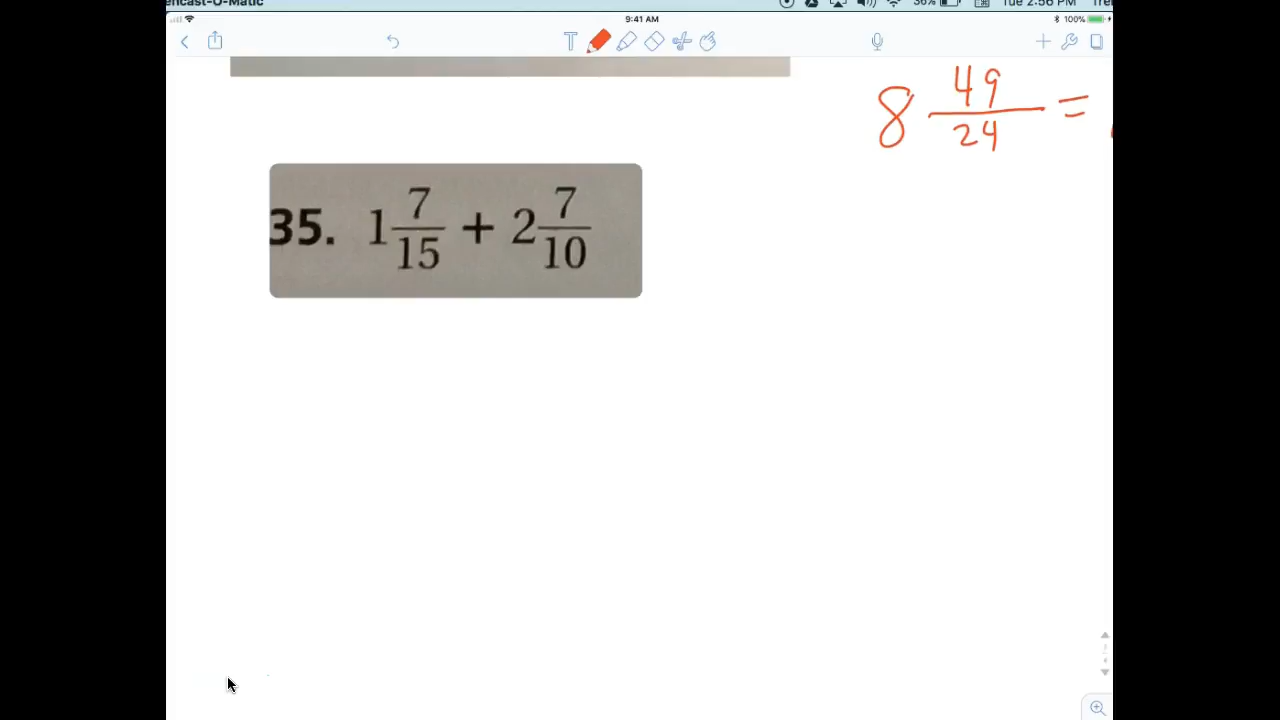 encast-O-Matic 36% Tue 2:56 PM
9:41 AM 100%
T
8 49/24 =
35. 1 7/15 + 2 7/10